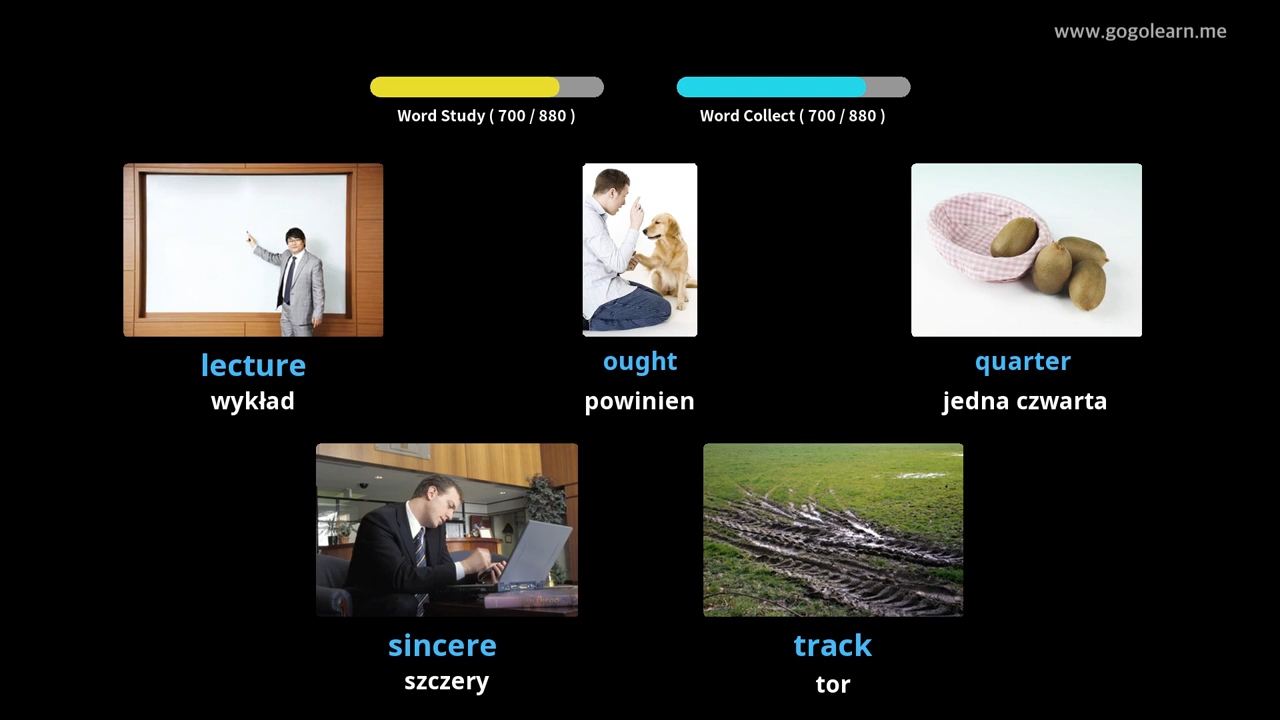 www.gogolearn.me
Word Study ( 700 / 880 )
Word Collect ( 700 / 880 )
lecture
wykład
ought
powinien
quarter
jedna czwarta
sincere
szczery
track
tor